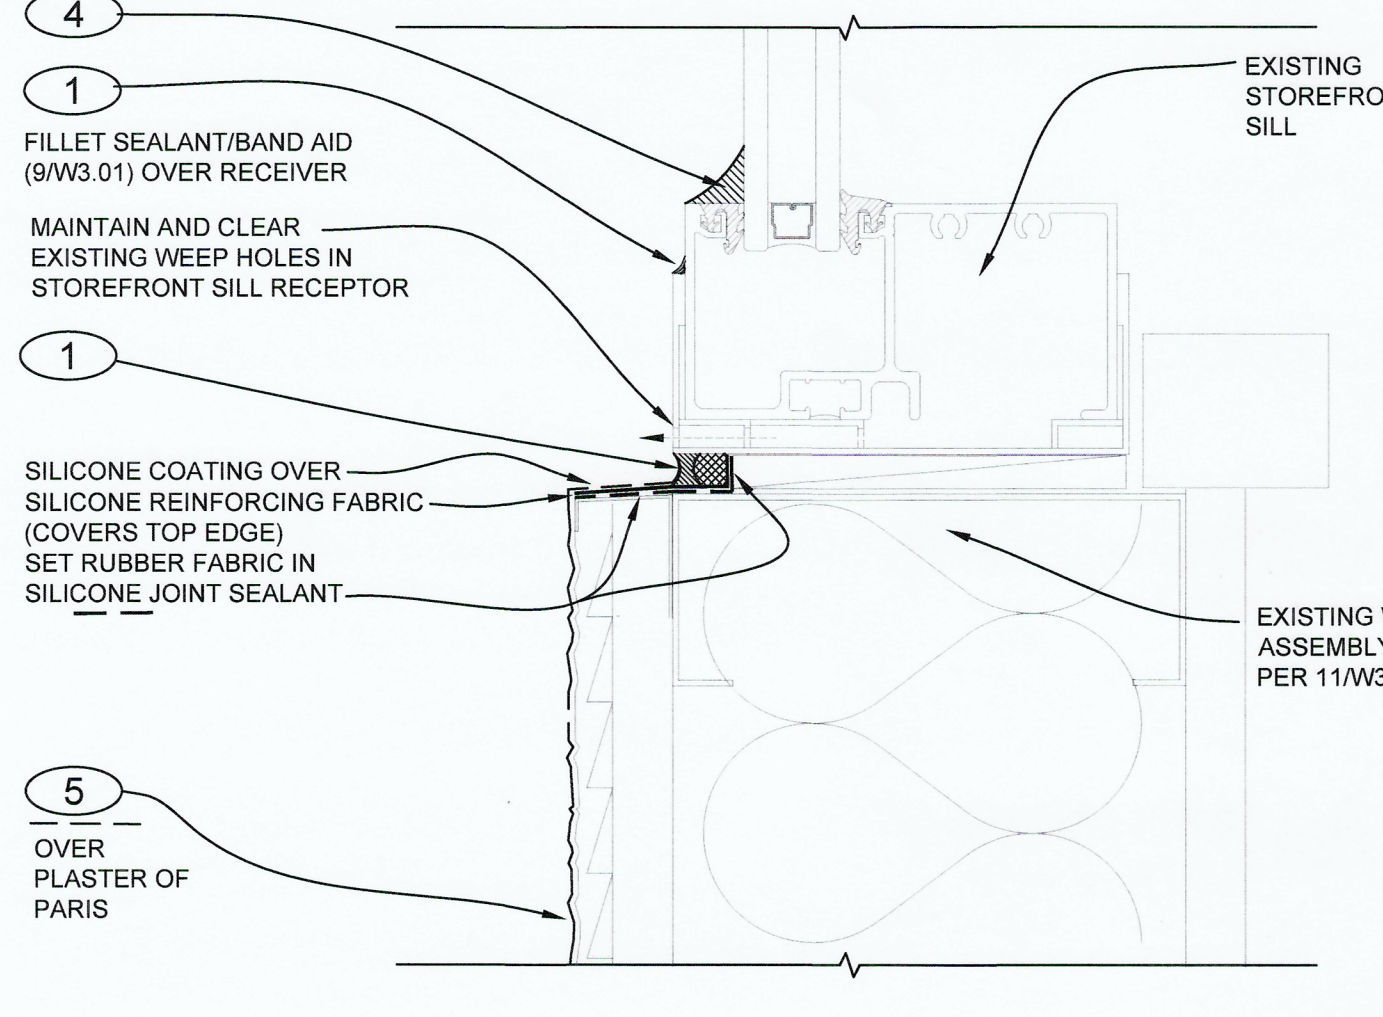 4
1
FILLET SEALANT/BAND AID
(9/W3.01) OVER RECEIVER
MAINTAIN AND CLEAR
EXISTING WEEP HOLES IN
STOREFRONT SILL RECEPTOR
1
SILICONE COATING OVER
SILICONE REINFORCING FABRIC
(COVERS TOP EDGE)
SET RUBBER FABRIC IN
SILICONE JOINT SEALANT
5
OVER
PLASTER OF
PARIS
EXISTING
STOREFRO
SILL
EXISTING
ASSEMBLY
PER 11/W3